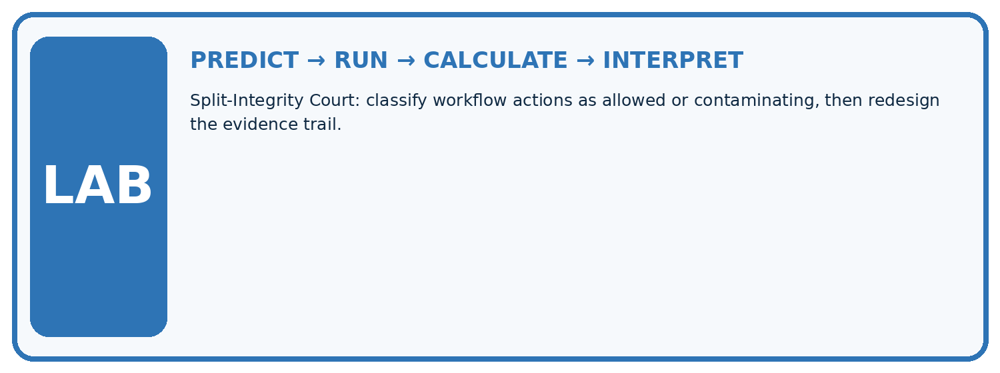 LAB
PREDICT → RUN → CALCULATE → INTERPRET
Split-Integrity Court: classify workflow actions as allowed or contaminating, then redesign
the evidence trail.